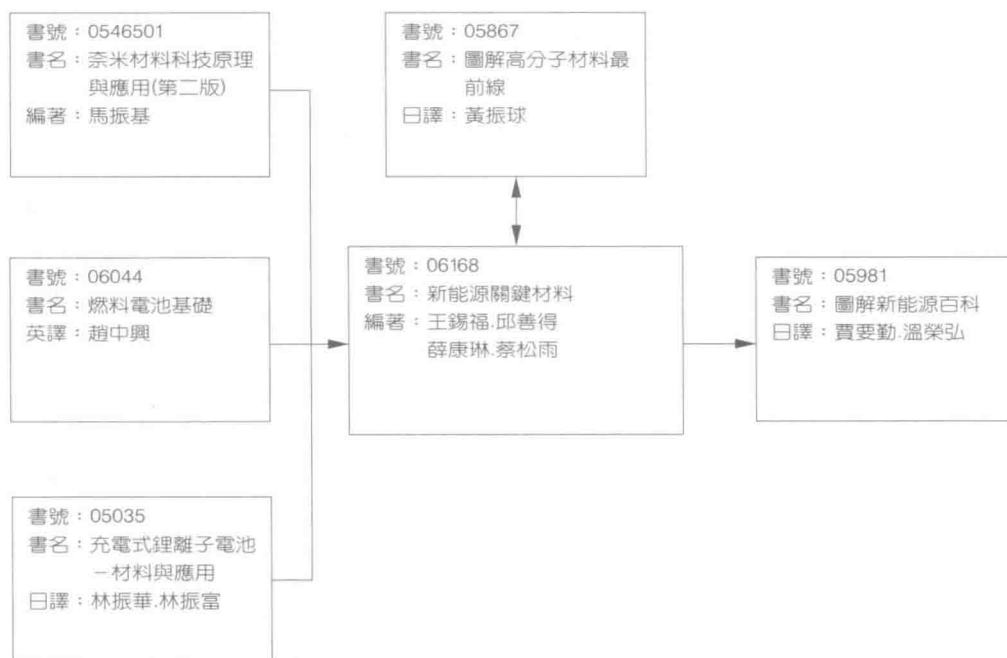 書號：0546501
書名：奈米材料科技原理
與應用(第二版)
編著：馬振基
書號：05867
書名：圖解高分子材料最
前線
日譯：黃振球
書號：06044
書名：燃料電池基礎
英譯：趙中興
書號：06168
書名：新能源關鍵材料
編著：王錫福.邱善得
薛康琳.蔡松雨
書號：05981
書名：圖解新能源百科
日譯：賈要勤.溫榮弘
書號：05035
書名：充電式鋰離子電池
－材料與應用
日譯：林振華.林振富